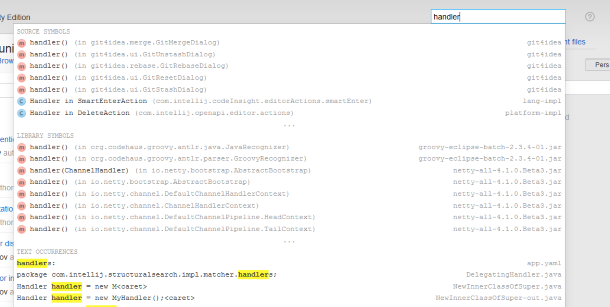 ty Edition
handler
SOURCE SYMBOLS
handler() (in git4idea.merge.GitMergeDialog) git4idea
handler() (in git4idea.ui.GitUnstashDialog) git4idea
handler() (in git4idea.rebase.GitRebaseDialog) git4idea
handler() (in git4idea.ui.GitResetDialog) git4idea
handler() (in git4idea.ui.GitStashDialog) git4idea
Handler in SmartEnterAction (com.intellij.codeInsight.editorActions.smartEnter) lang-impl
Handler in DeleteAction (com.intellij.openapi.editor.actions) platform-impl
...
LIBRARY SYMBOLS
handler() (in org.codehaus.groovy.antlr.java.JavaRecognizer) groovy-eclipse-batch-2.3.4-01.jar
handler() (in org.codehaus.groovy.antlr.parser.GroovyRecognizer) groovy-eclipse-batch-2.3.4-01.jar
handler(ChannelHandler) (in io.netty.bootstrap.AbstractBootstrap) netty-all-4.1.0.Beta3.jar
handler() (in io.netty.bootstrap.AbstractBootstrap) netty-all-4.1.0.Beta3.jar
handler() (in io.netty.channel.DefaultChannelHandlerContext) netty-all-4.1.0.Beta3.jar
handler() (in io.netty.channel.ChannelHandlerContext) netty-all-4.1.0.Beta3.jar
handler() (in io.netty.channel.DefaultChannelPipeline.HeadContext) netty-all-4.1.0.Beta3.jar
handler() (in io.netty.channel.DefaultChannelPipeline.TailContext) netty-all-4.1.0.Beta3.jar
...
TEXT OCCURRENCES
handlers: app.yaml
package com.intellij.structuralsearch.impl.matcher.handlers; DelegatingHandler.java
Handler handler = new M<caret> NewInnerClassOfSuper.java
Handler handler = new MyHandler();<caret> NewInnerClassOfSuper-out.java
nt files
Pers